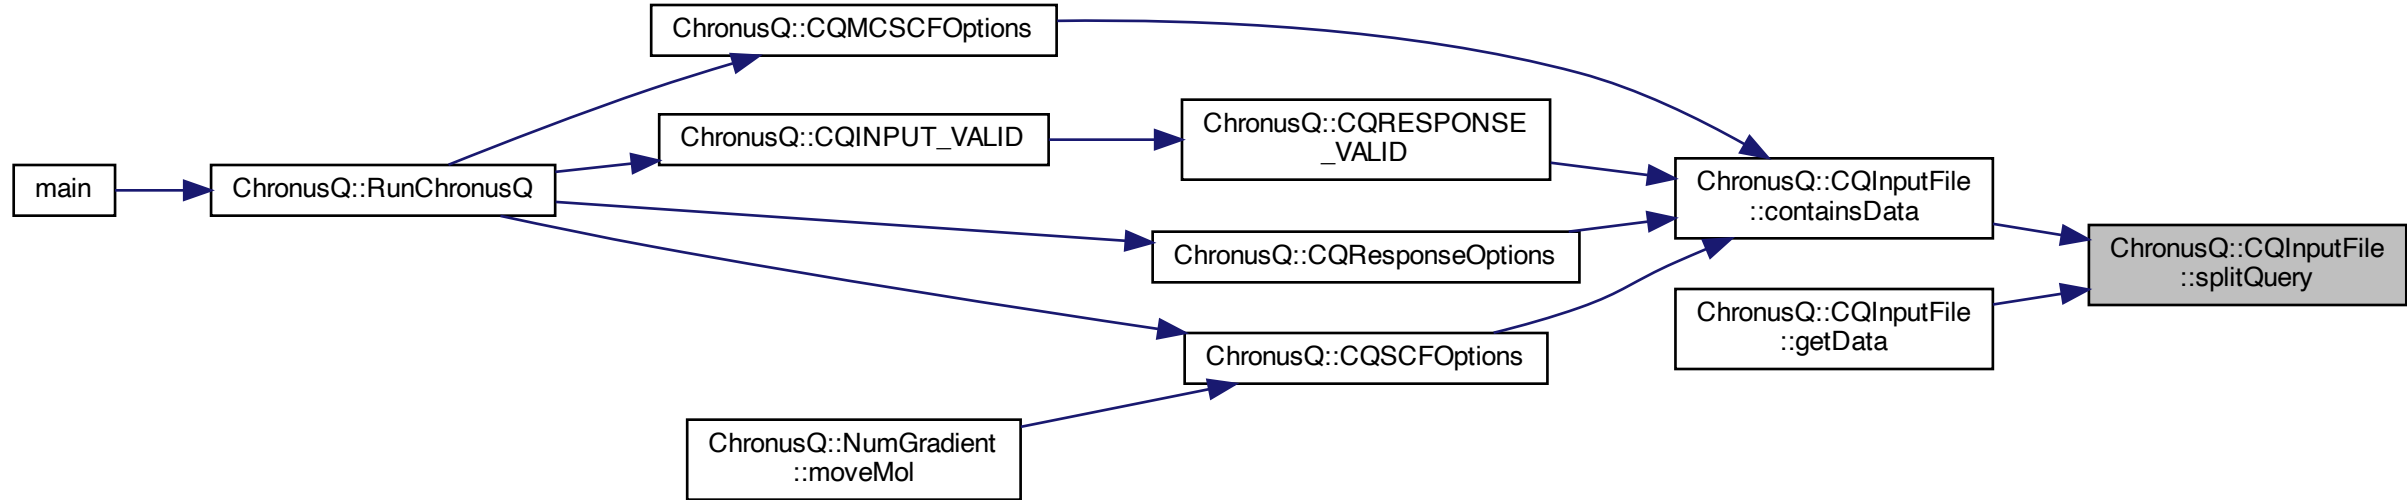 main
ChronusQ::RunChronusQ
ChronusQ::CQMCSCFOptions
ChronusQ::CQINPUT_VALID
ChronusQ::NumGradient
::moveMol
ChronusQ::CQRESPONSE
_VALID
ChronusQ::CQResponseOptions
ChronusQ::CQSCFOptions
ChronusQ::CQInputFile
::containsData
ChronusQ::CQInputFile
::getData
ChronusQ::CQInputFile
::splitQuery